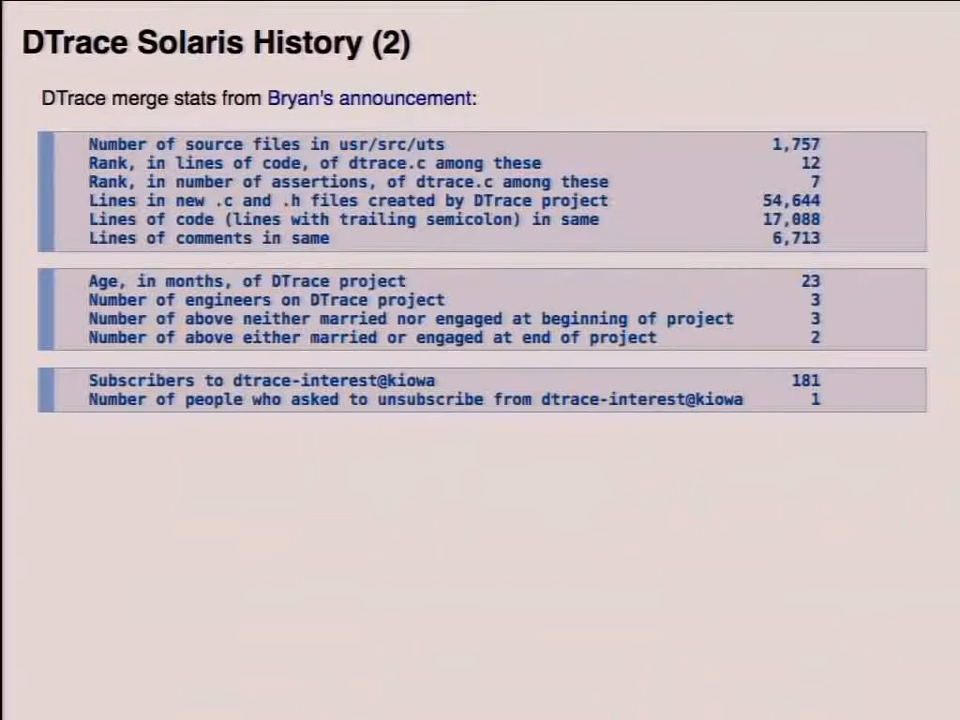 DTrace Solaris History (2)
DTrace merge stats from Bryan's announcement:
Number of source files in usr/src/uts 1,757
Rank, in lines of code, of dtrace.c among these 12
Rank, in number of assertions, of dtrace.c among these 7
Lines in new .c and .h files created by DTrace project 54,644
Lines of code (lines with trailing semicolon) in same 17,088
Lines of comments in same 6,713
Age, in months, of DTrace project 23
Number of engineers on DTrace project 3
Number of above neither married nor engaged at beginning of project 3
Number of above either married or engaged at end of project 2
Subscribers to dtrace-interest@kiowa 181
Number of people who asked to unsubscribe from dtrace-interest@kiowa 1